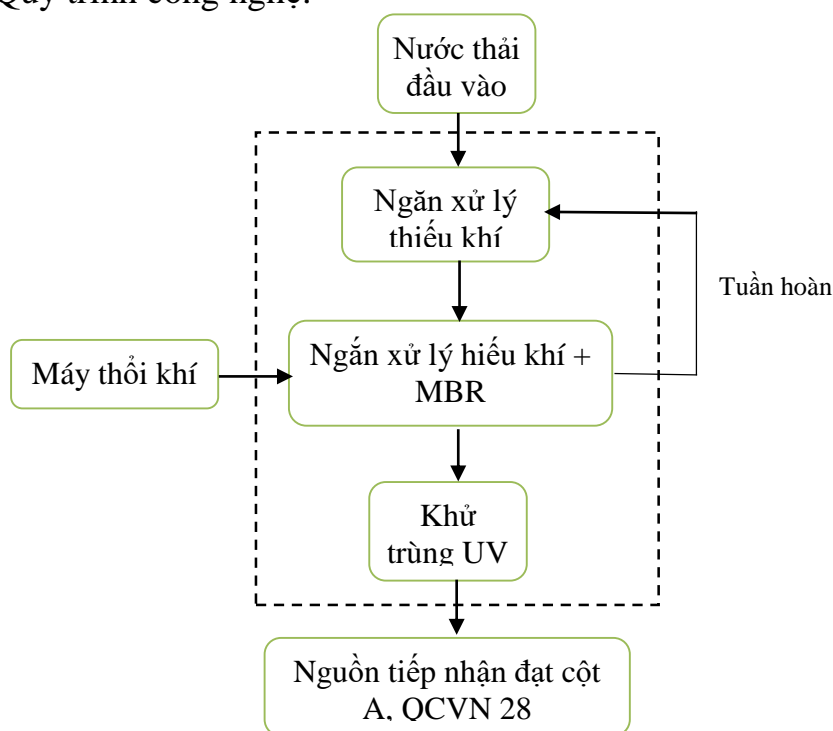 Quy trình công nghệ:
Nước thải
đầu vào
Ngăn xử lý
thiếu khí
Tuần hoàn
Máy thổi khí
Ngắn xử lý hiếu khí +
MBR
Khử
trùng UV
Nguồn tiếp nhận đạt cột
A, QCVN 28